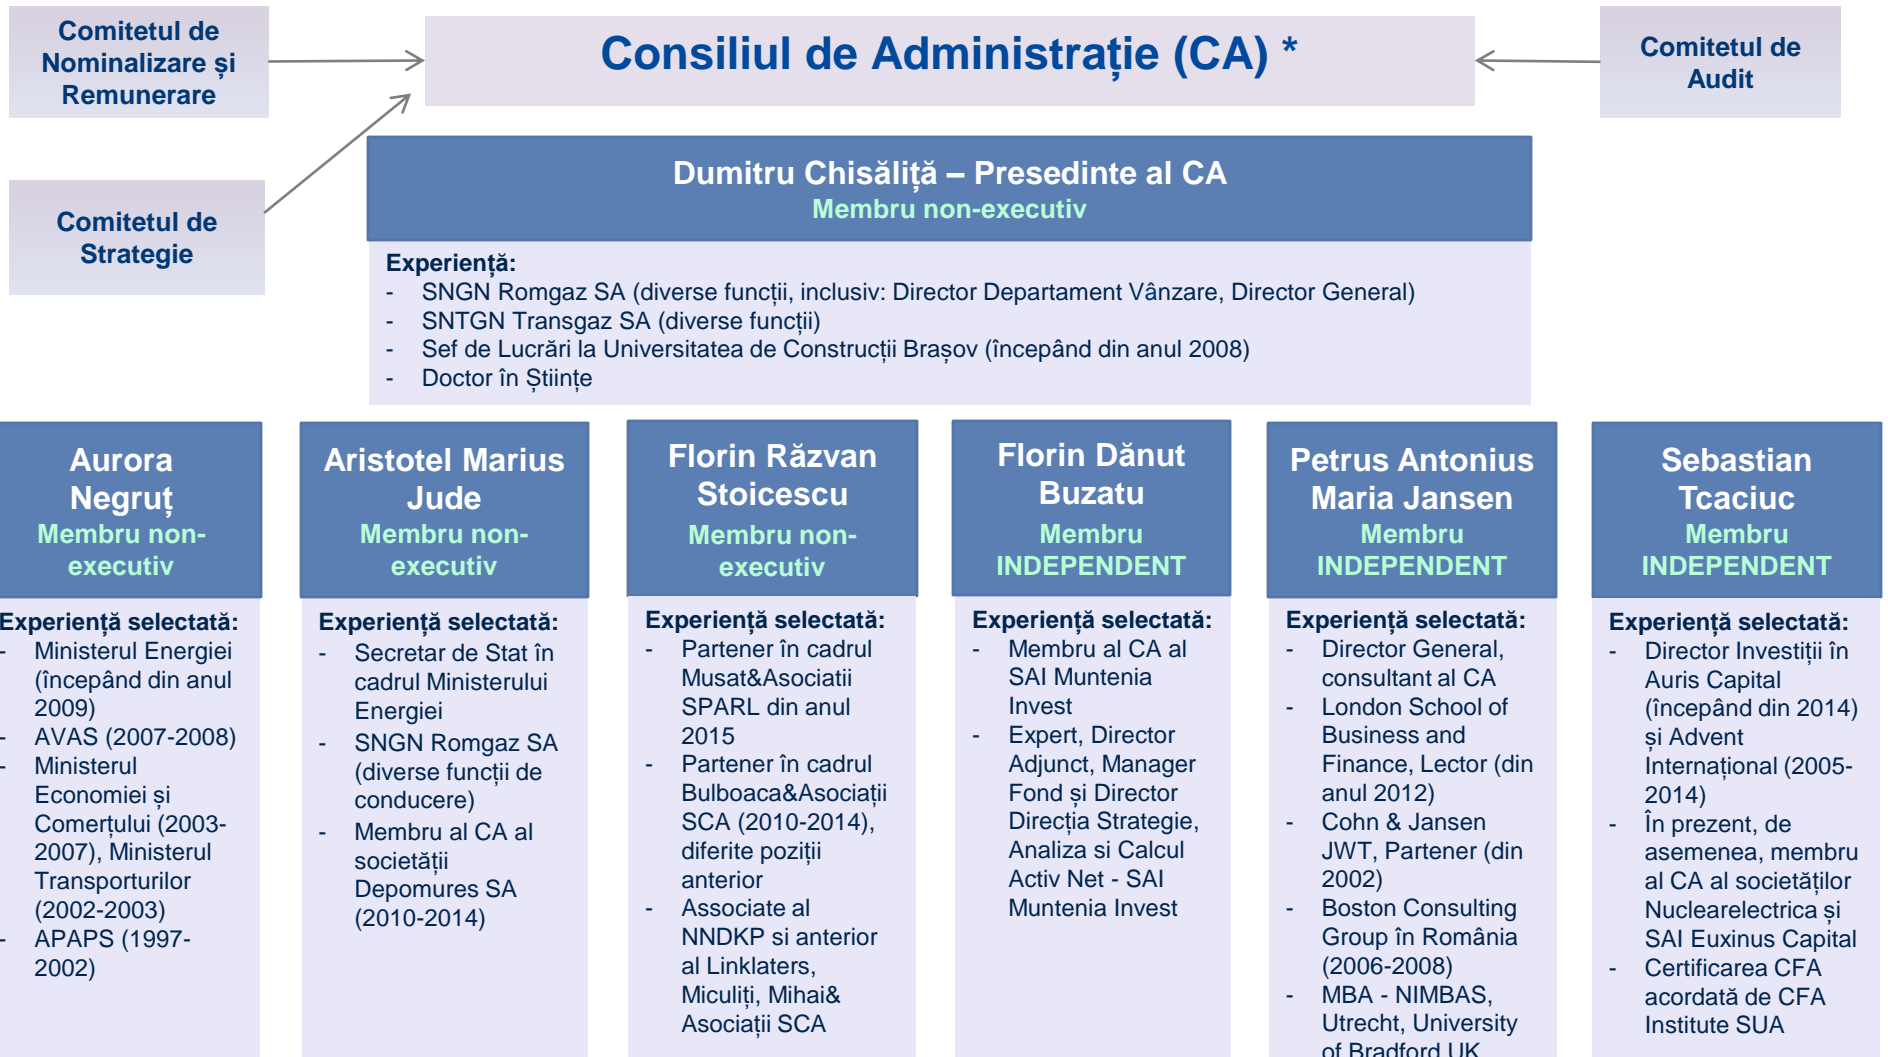 Comitetul de
Nominalizare și
Remunerare
Consiliul de Administrație (CA) *
Comitetul de
Audit
Comitetul de
Strategie
Dumitru Chisăliță – Presedinte al CA
Membru non-executiv
Experiență:
- SNGN Romgaz SA (diverse funcții, inclusiv: Director Departament Vânzare, Director General)
- SNTGN Transgaz SA (diverse funcții)
- Sef de Lucrări la Universitatea de Construcții Brașov (începând din anul 2008)
- Doctor în Științe
Aurora
Negruț
Membru non-
executiv
Experiență selectată:
- Ministerul Energiei
(începând din anul
2009)
- AVAS (2007-2008)
- Ministerul
Economiei și
Comerțului (2003-
2007), Ministerul
Transporturilor
(2002-2003)
- APAPS (1997-
2002)
Aristotel Marius
Jude
Membru non-
executiv
Experiență selectată:
- Secretar de Stat în
cadrul Ministerului
Energiei
- SNGN Romgaz SA
(diverse funcții de
conducere)
- Membru al CA al
societății
Depomures SA
(2010-2014)
Florin Răzvan
Stoicescu
Membru non-
executiv
Experiență selectată:
- Partener în cadrul
Musat&Asociatii
SPARL din anul
2015
- Partener în cadrul
Bulboaca&Asociații
SCA (2010-2014),
diferite poziții
anterior
- Associate al
NNDKP si anterior
al Linklaters,
Miculiți, Mihai&
Asociații SCA
Florin Dănut
Buzatu
Membru
INDEPENDENT
Experiență selectată:
- Membru al CA al
SAI Muntenia
Invest
- Expert, Director
Adjunct, Manager
Fond și Director
Direcția Strategie,
Analiza si Calcul
Activ Net - SAI
Muntenia Invest
Petrus Antonius
Maria Jansen
Membru
INDEPENDENT
Experiență selectată:
- Director General,
consultant al CA
- London School of
Business and
Finance, Lector (din
anul 2012)
- Cohn & Jansen
JWT, Partener (din
2002)
- Boston Consulting
Group în România
(2006-2008)
- MBA - NIMBAS,
Utrecht, University
of Bradford UK
Sebastian
Tcaciuc
Membru
INDEPENDENT
Experiență selectată:
- Director Investiții în
Auris Capital
(începând din 2014)
și Advent
Internațional (2005-
2014)
- În prezent, de
asemenea, membru
al CA al societăților
Nuclearelectrica și
SAI Euxinus Capital
- Certificarea CFA
acordată de CFA
Institute SUA